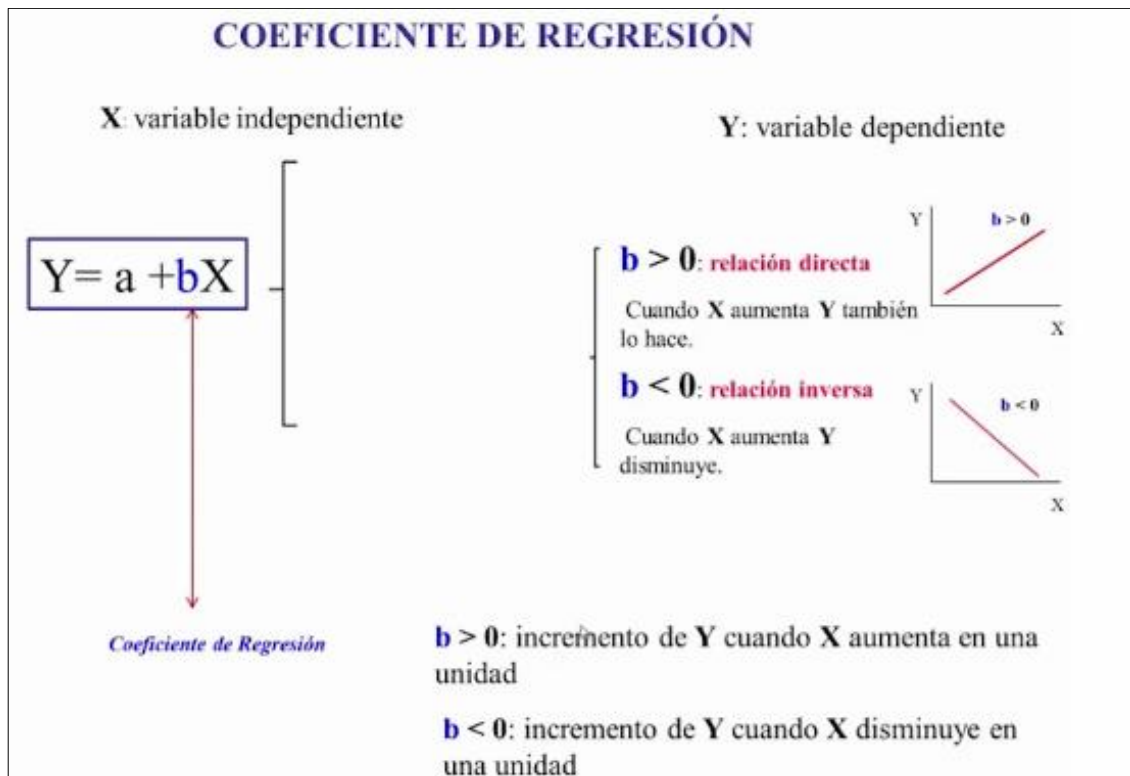 COEFICIENTE DE REGRESIÓN
X: variable independiente
Y: variable dependiente
Y= a +bX
b > 0: relación directa
Cuando X aumenta Y también
lo hace.
b < 0: relación inversa
Cuando X aumenta Y
disminuye.
Y
b > 0
X
Y
b < 0
X
Coeficiente de Regresión
b > 0: incremento de Y cuando X aumenta en una
unidad
b < 0: incremento de Y cuando X disminuye en
una unidad